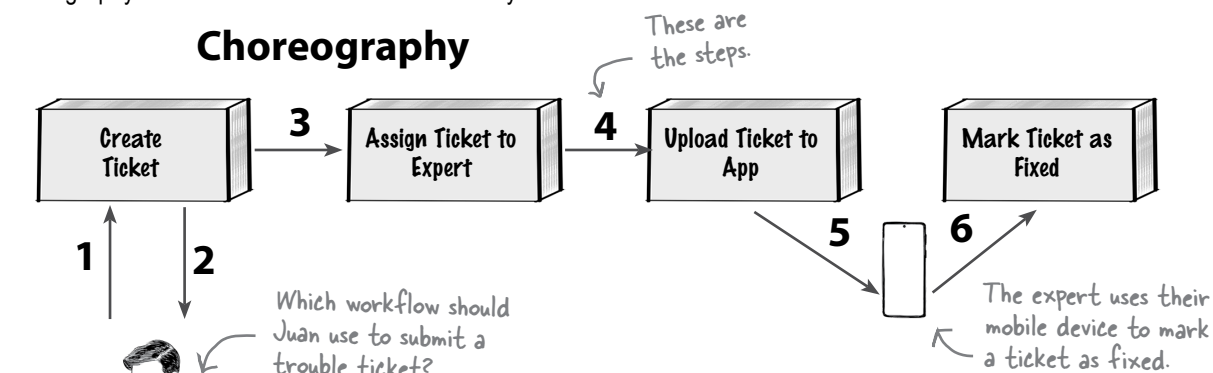 These are
the steps.
Choreography
Create
Ticket
3
Assign Ticket to
Expert
4
Upload Ticket to
App
Mark Ticket as
Fixed
1
2
5
6
Which workflow should
Juan use to submit a
trouble ticket?
The expert uses their
mobile device to mark
a ticket as fixed.